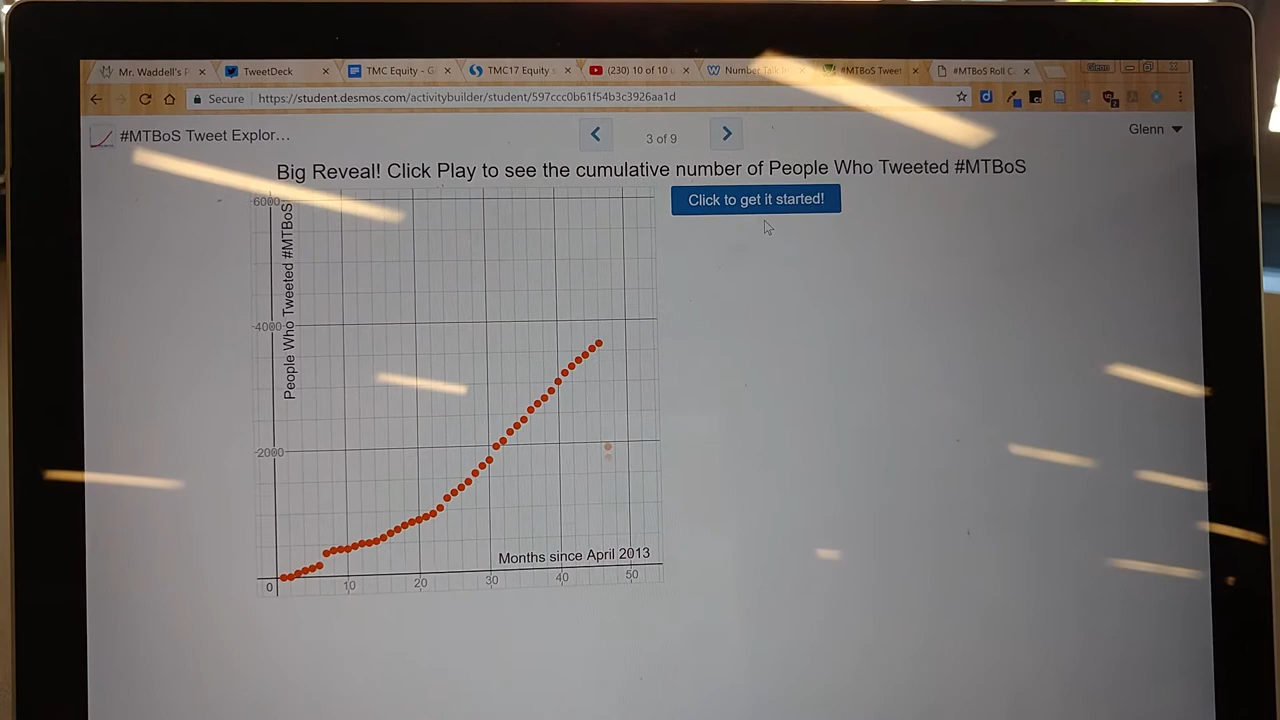 Mr. Waddell's P
TweetDeck
TMC Equity - G
TMC17 Equity
(230) 10 of 10
Number Talk
#MTBoS Tweet
#MTBoS Roll C
Glenn
Secure
https://student.desmos.com/activitybuilder/student/597ccc0b61f54b3c3926aa1d
#MTBoS Tweet Explor...
3 of 9
Glenn
Big Reveal! Click Play to see the cumulative number of People Who Tweeted #MTBoS
Click to get it started!
People Who Tweeted #MTBoS
6000
4000
2000
0
Months since April 2013
10
20
30
40
50